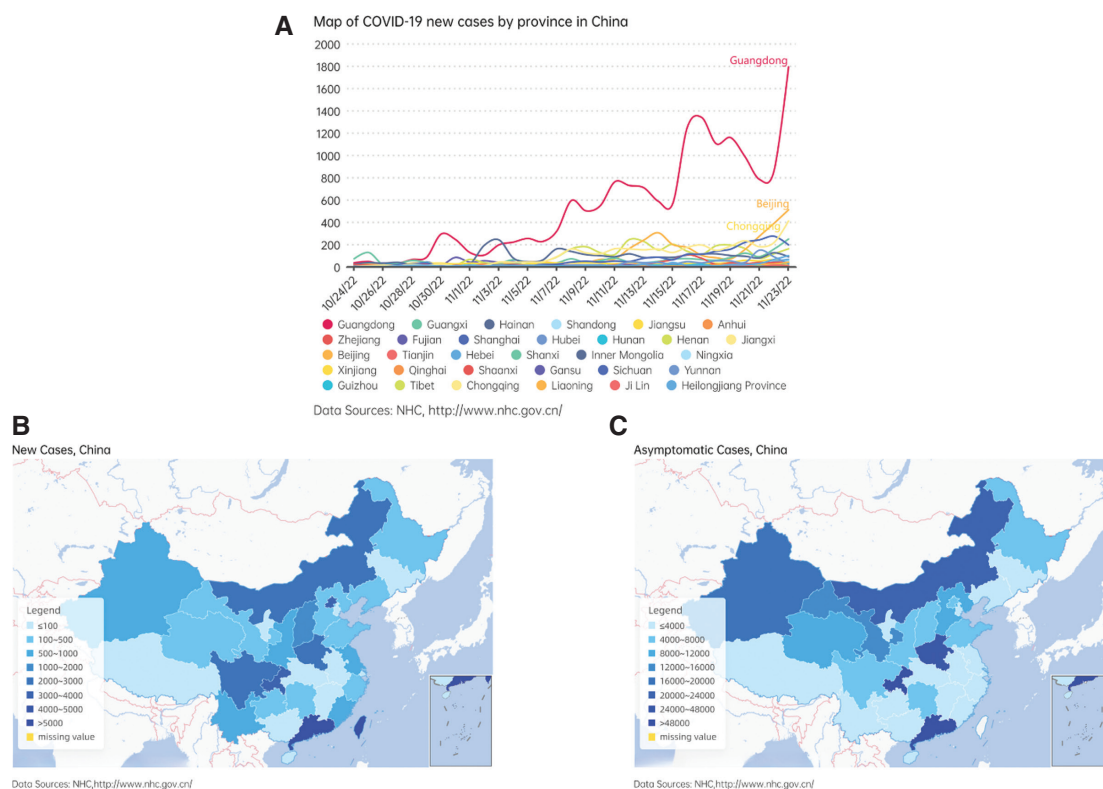 A
Map of COVID-19 new cases by province in China
2000
1800
1600
1400
1200
1000
800
600
400
200
0
Guangdong
Beijing
Chongqing
10/24/22
10/26/22
10/28/22
10/30/22
11/1/22
11/3/22
11/5/22
11/7/22
11/9/22
11/11/22
11/13/22
11/15/22
11/17/22
11/19/22
11/21/22
11/23/22
Guangdong Guangxi Hainan Shandong Jiangsu Anhui
Zhejiang Fujian Shanghai Hubei Hunan Henan Jiangxi
Beijing Tianjin Hebei Shanxi Inner Mongolia Ningxia
Xinjiang Qinghai Shaanxi Gansu Sichuan Yunnan
Guizhou Tibet Chongqing Liaoning Ji Lin Heilongjiang Province
Data Sources: NHC, http://www.nhc.gov.cn/
B
New Cases, China
Legend
≤100
100~500
500~1000
1000~2000
2000~3000
3000~4000
4000~5000
>5000
missing value
Data Sources: NHC,http://www.nhc.gov.cn/
C
Asymptomatic Cases, China
Legend
≤4000
4000~8000
8000~12000
12000~16000
16000~20000
20000~24000
24000~48000
>48000
missing value
Data Sources: NHC,http://www.nhc.gov.cn/